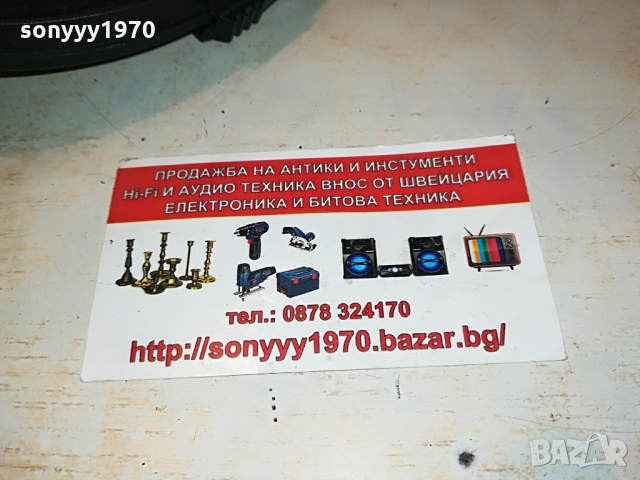 sonyyy1970
ПРОДАЖБА НА АНТИКИ И ИНСТУМЕНТИ
Hi-Fi И АУДИО ТЕХНИКА ВНОС ОТ ШВЕЙЦАРИЯ
ЕЛЕКТРОНИКА И БИТОВА ТЕХНИКА
тел.: 0878 324170
http://sonyyy1970.bazar.bg/
BAZAR